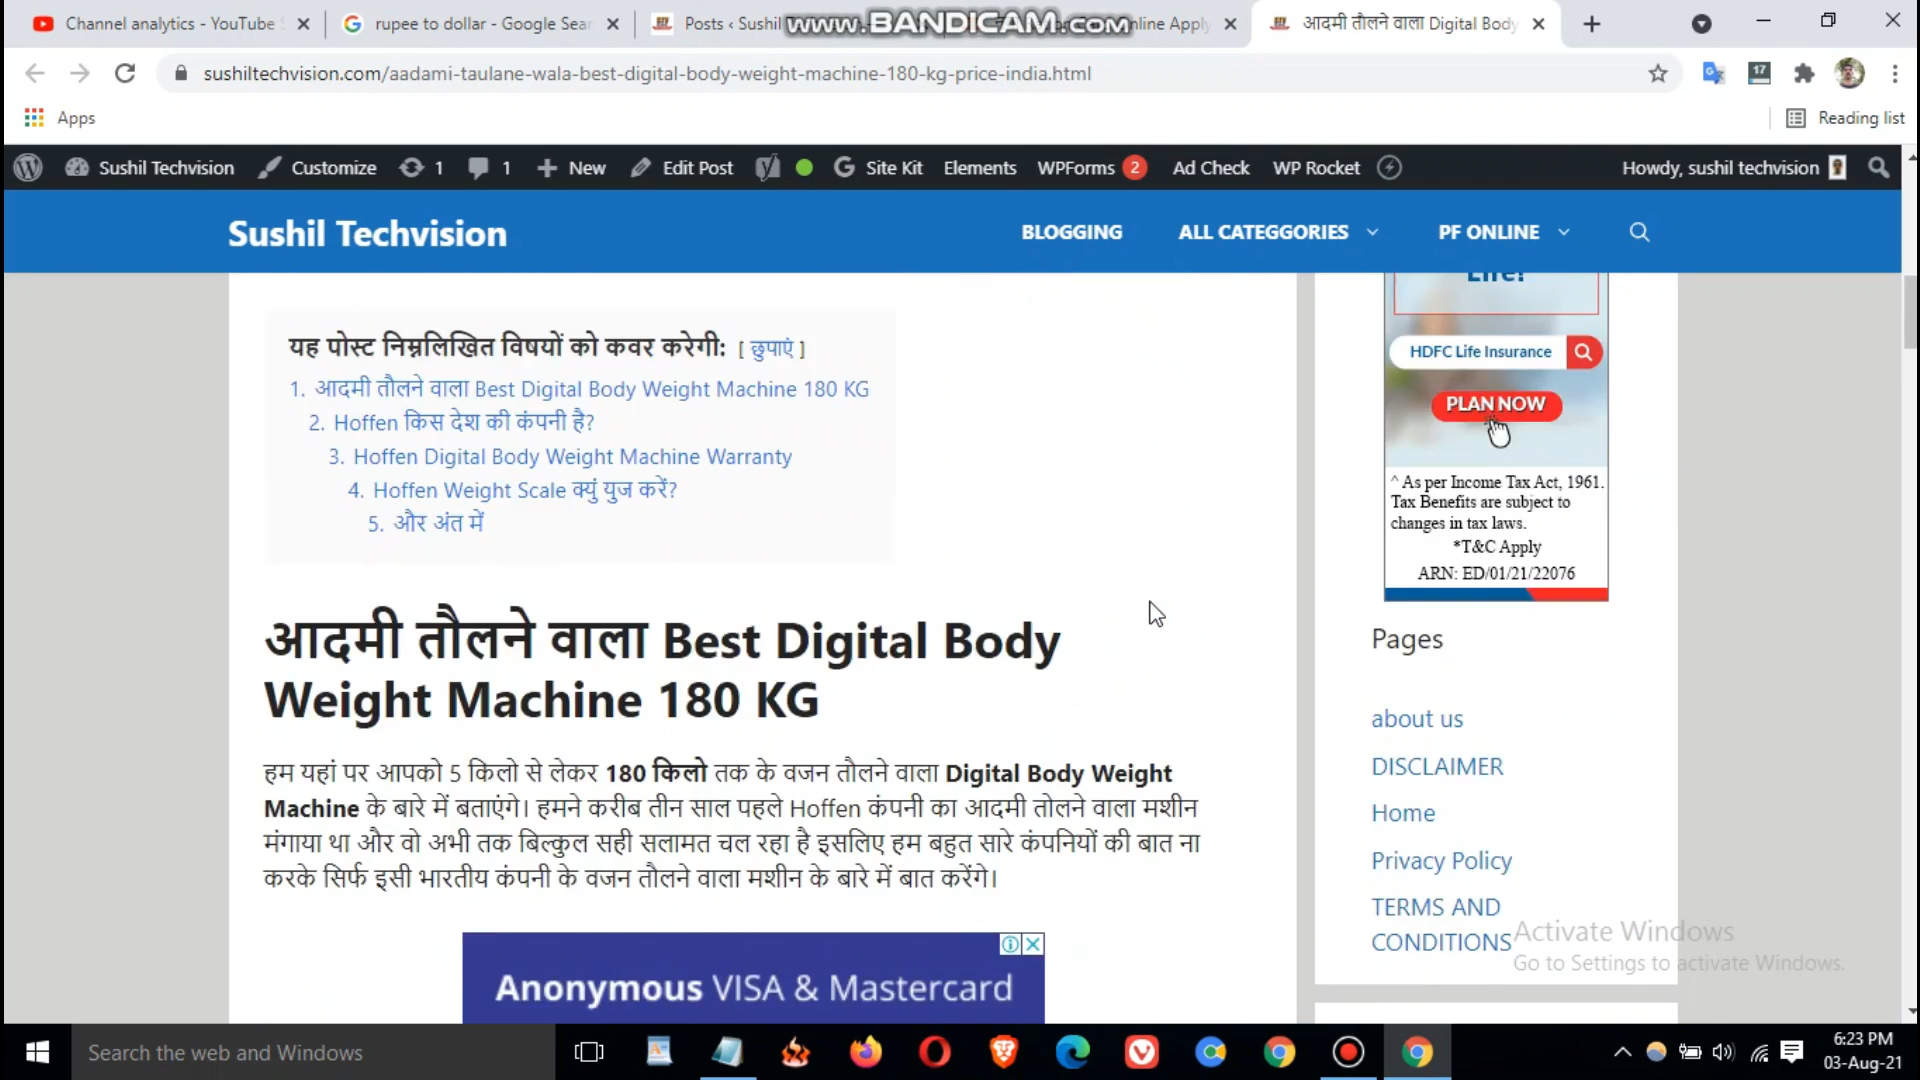 Channel analytics - YouTube
rupee to dollar - Google Sear
Posts ‹ Sushil
www.BANDICAM.com
nline Apply
आदमी तौलने वाला Digital Body
sushiltechvision.com/aadami-taulane-wala-best-digital-body-weight-machine-180-kg-price-india.html
17
Apps
Reading list
Sushil Techvision
Customize
1
1
New
Edit Post
Site Kit
Elements
WPForms 2
Ad Check
WP Rocket
Howdy, sushil techvision
Sushil Techvision
BLOGGING
ALL CATEGGORIES
PF ONLINE
यह पोस्ट निम्नलिखित विषयों को कवर करेगी: [ छुपाएं ]
1. आदमी तौलने वाला Best Digital Body Weight Machine 180 KG
2. Hoffen किस देश की कंपनी है?
3. Hoffen Digital Body Weight Machine Warranty
4. Hoffen Weight Scale क्युं युज करें?
5. और अंत में
आदमी तौलने वाला Best Digital Body
Weight Machine 180 KG
हम यहां पर आपको 5 किलो से लेकर 180 किलो तक के वजन तौलने वाला Digital Body Weight
Machine के बारे में बताएंगे। हमने करीब तीन साल पहले Hoffen कंपनी का आदमी तोलने वाला मशीन
मंगाया था और वो अभी तक बिल्कुल सही सलामत चल रहा है इसलिए हम बहुत सारे कंपनियों की बात ना
करके सिर्फ इसी भारतीय कंपनी के वजन तौलने वाला मशीन के बारे में बात करेंगे।
Anonymous VISA & Mastercard
Life!
HDFC Life Insurance
PLAN NOW
^ As per Income Tax Act, 1961.
Tax Benefits are subject to
changes in tax laws.
*T&C Apply
ARN: ED/01/21/22076
Pages
about us
DISCLAIMER
Home
Privacy Policy
TERMS AND
CONDITIONS
Activate Windows
Go to Settings to activate Windows.
Search the web and Windows
6:23 PM
03-Aug-21